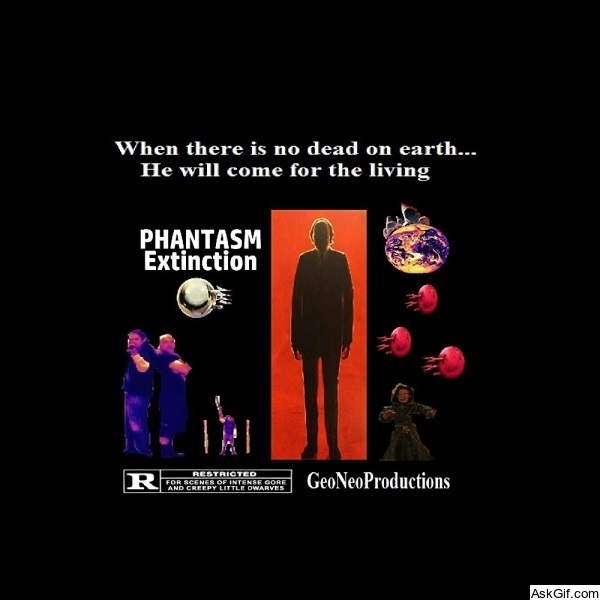 When there is no dead on earth...
He will come for the living
PHANTASM
Extinction
R
RESTRICTED
FOR SCENES OF INTENSE GORE
AND CREEPY LITTLE DWARVES
GeoNeoProductions
AskGif.com